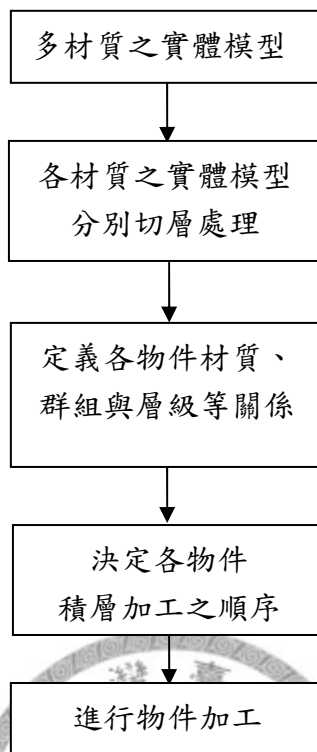 多材質之實體模型
各材質之實體模型
分別切層處理
定義各物件材質、
群組與層級等關係
決定各物件
積層加工之順序
進行物件加工